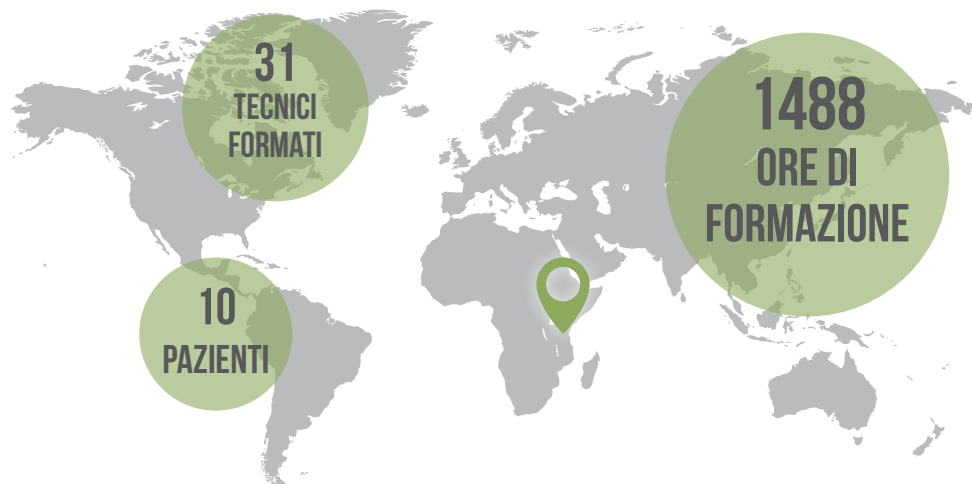 31
TECNICI
FORMATI
1488
ORE DI
FORMAZIONE
10
PAZIENTI